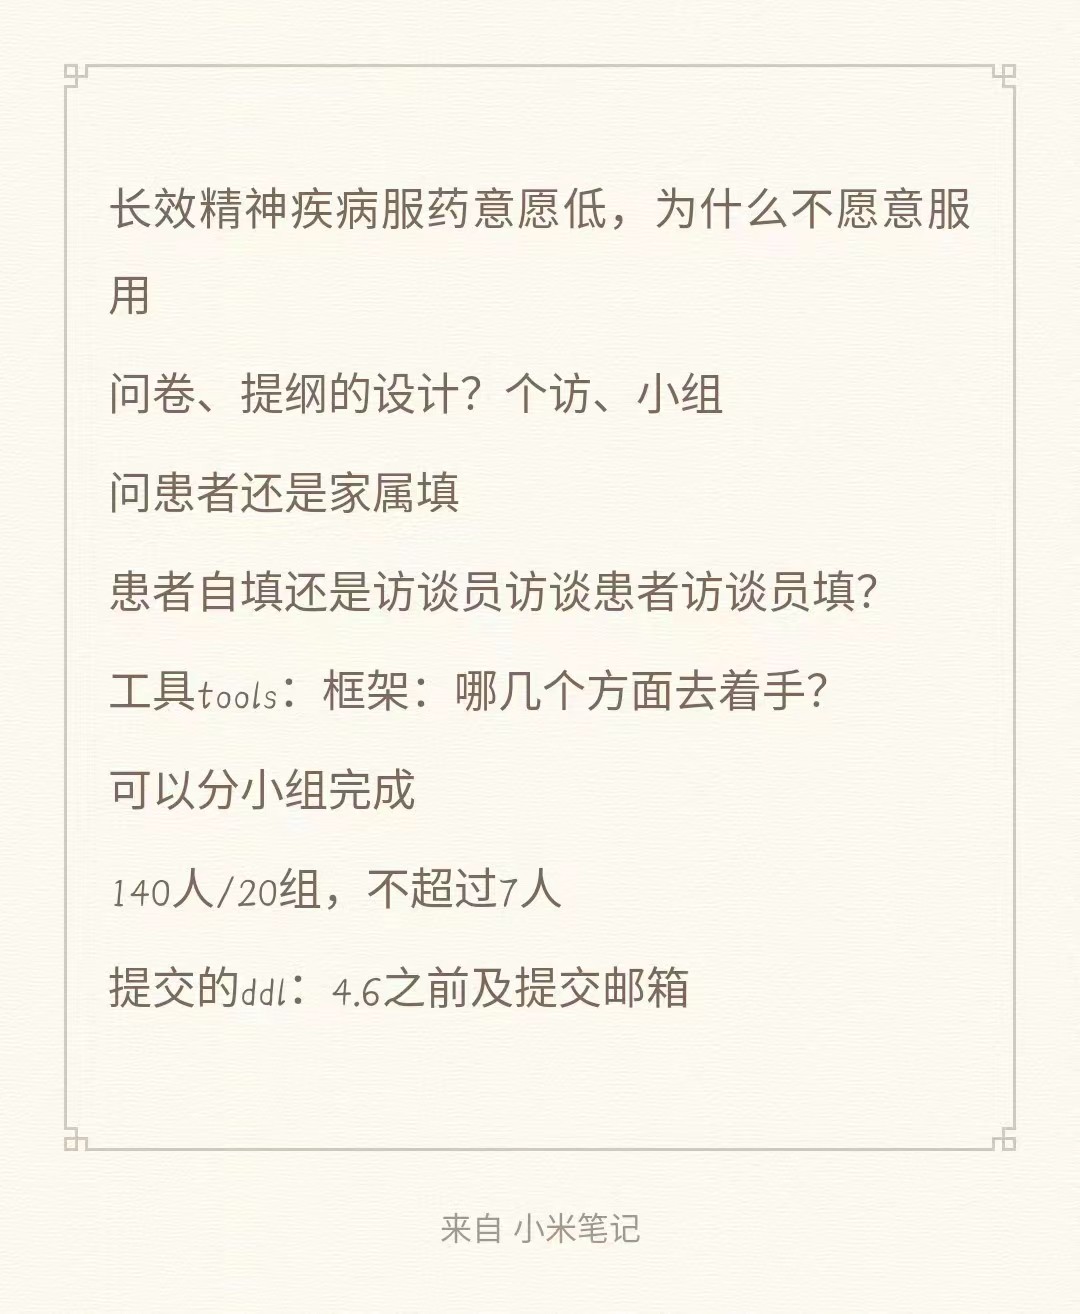 长效精神疾病服药意愿低，为什么不愿意服
用
问卷、提纲的设计？个访、小组
问患者还是家属填
患者自填还是访谈员访谈患者访谈员填？
工具tools：框架：哪几个方面去着手？
可以分小组完成
140人/20组，不超过7人
提交的ddl：4.6之前及提交邮箱
来自 小米笔记